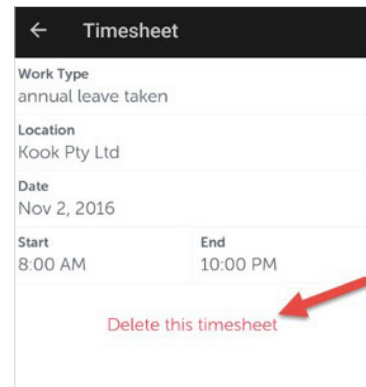 Timesheet
Work Type
annual leave taken
Location
Kook Pty Ltd
Date
Nov 2, 2016
Start End
8:00 AM 10:00 PM
Delete this timesheet